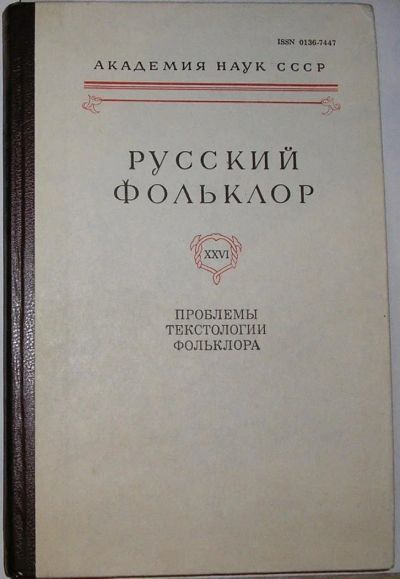 ISSN 0136-7447
АКАДЕМИЯ НАУК СССР
РУССКИЙ
ФОЛЬКЛОР
XXVI
ПРОБЛЕМЫ
ТЕКСТОЛОГИИ
ФОЛЬКЛОРА